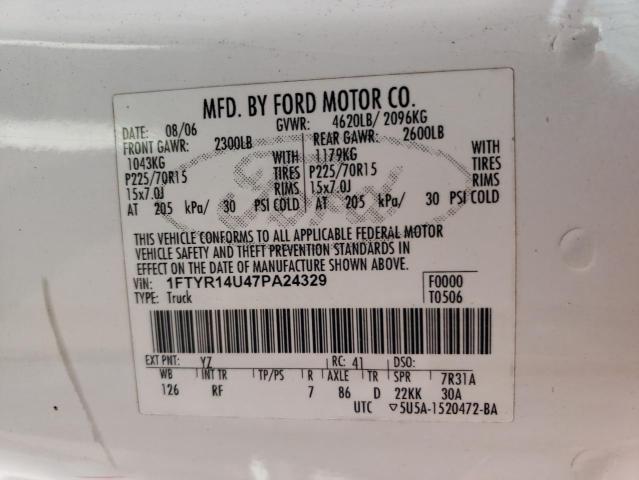 MFD. BY FORD MOTOR CO.
DATE: 08/06 GVWR: 4620LB/ 2096KG
FRONT GAWR: 2300LB REAR GAWR: 2600LB
1043KG WITH 1179KG WITH
P225/70R15 TIRES P225/70R15 TIRES
15x7.0J RIMS 15x7.0J RIMS
AT 205 kPa/ 30 PSI COLD AT 205 kPa/ 30 PSI COLD
THIS VEHICLE CONFORMS TO ALL APPLICABLE FEDERAL MOTOR
VEHICLE SAFETY AND THEFT PREVENTION STANDARDS IN
EFFECT ON THE DATE OF MANUFACTURE SHOWN ABOVE.
VIN: 1FTYR14U47PA24329 F0000
TYPE: Truck T0506
EXT PNT: YZ RC: 41 DSO:
WB INT TR TP/PS R AXLE TR SPR 7R31A
126 RF 7 86 D 22KK 30A
UTC ▽5U5A-1520472-BA
Ford